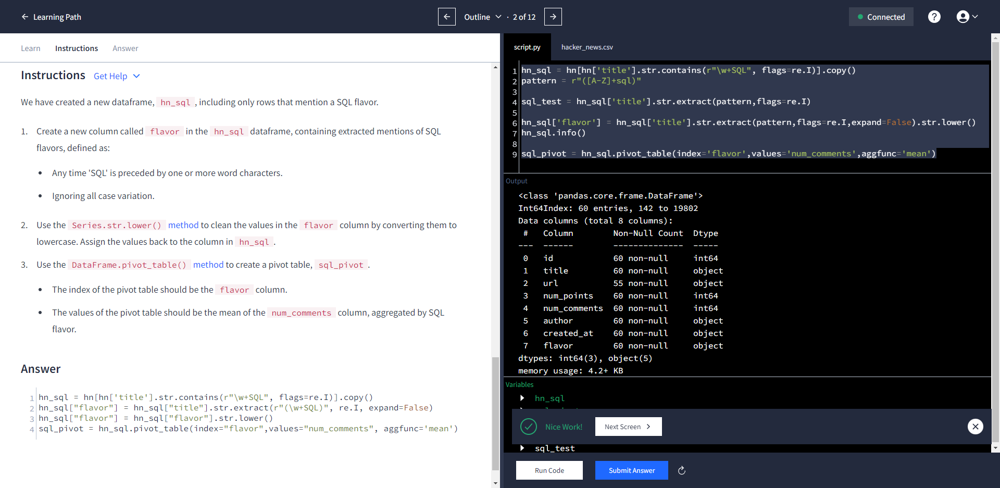 Learning Path
Outline · 2 of 12
Connected
Learn Instructions Answer
Instructions Get Help
We have created a new dataframe, hn_sql , including only rows that mention a SQL flavor.
1. Create a new column called flavor in the hn_sql dataframe, containing extracted mentions of SQL
flavors, defined as:
• Any time 'SQL' is preceded by one or more word characters.
• Ignoring all case variation.
2. Use the Series.str.lower() method to clean the values in the flavor column by converting them to
lowercase. Assign the values back to the column in hn_sql .
3. Use the DataFrame.pivot_table() method to create a pivot table, sql_pivot .
• The index of the pivot table should be the flavor column.
• The values of the pivot table should be the mean of the num_comments column, aggregated by SQL
flavor.
Answer
1 hn_sql = hn[hn['title'].str.contains(r"\w+SQL", flags=re.I)].copy()
2 hn_sql["flavor"] = hn_sql["title"].str.extract(r"(\w+SQL)", re.I, expand=False)
3 hn_sql["flavor"] = hn_sql["flavor"].str.lower()
4 sql_pivot = hn_sql.pivot_table(index="flavor",values="num_comments", aggfunc='mean')
script.py hacker_news.csv
1 hn_sql = hn[hn['title'].str.contains(r"\w+SQL", flags=re.I)].copy()
2 pattern = r"([A-Z]+sql)"
3
4 sql_test = hn_sql['title'].str.extract(pattern,flags=re.I)
5
6 hn_sql['flavor'] = hn_sql['title'].str.extract(pattern,flags=re.I,expand=False).str.lower()
7 hn_sql.info()
8
9 sql_pivot = hn_sql.pivot_table(index='flavor',values='num_comments',aggfunc='mean')
Output
<class 'pandas.core.frame.DataFrame'>
Int64Index: 60 entries, 142 to 19802
Data columns (total 8 columns):
# Column Non-Null Count Dtype
--- ------ -------------- -----
0 id 60 non-null int64
1 title 60 non-null object
2 url 55 non-null object
3 num_points 60 non-null int64
4 num_comments 60 non-null int64
5 author 60 non-null object
6 created_at 60 non-null object
7 flavor 60 non-null object
dtypes: int64(3), object(5)
memory usage: 4.2+ KB
Variables
hn_sql
Nice Work!
Next Screen
sql_test
Run Code
Submit Answer